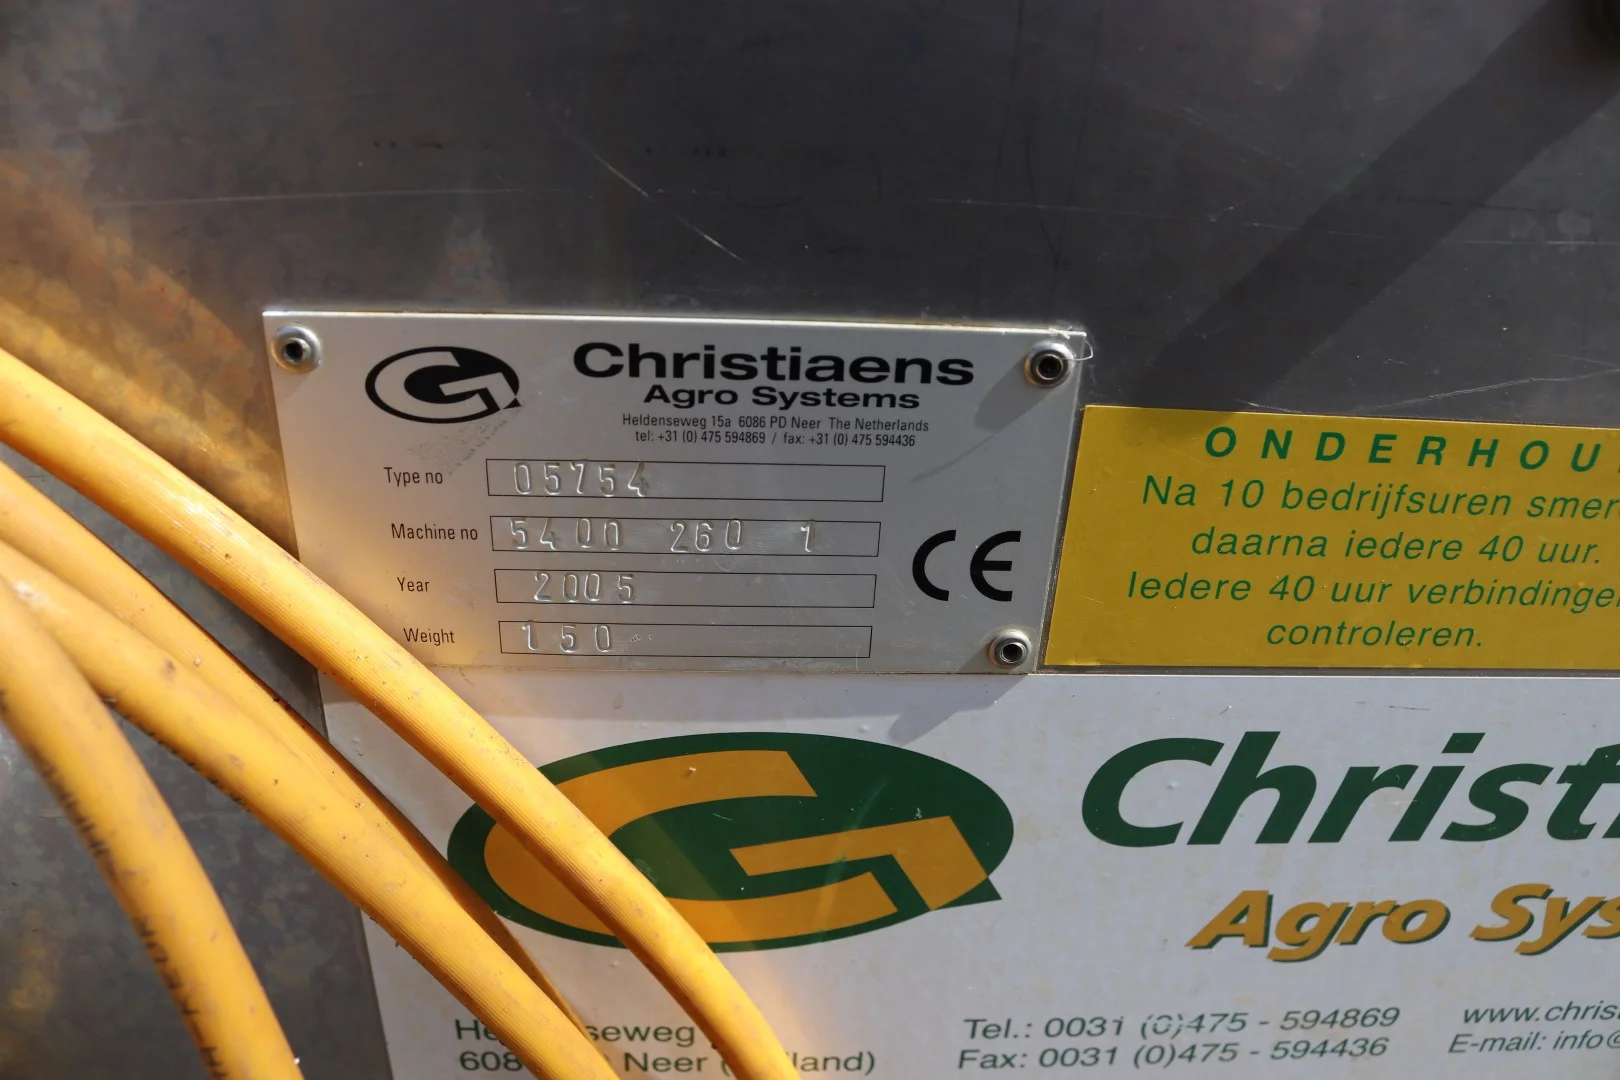 Christiaens
Agro Systems
Heldenseweg 15a 6086 PD Neer The Netherlands
tel: +31 (0) 475 594869 / fax: +31 (0) 475 594436
Type no 05754
Machine no 5400 260 1
Year 2005
Weight 150
CE
ONDERHOU
Na 10 bedrijfsuren smer
daarna iedere 40 uur.
Iedere 40 uur verbindinge
controleren.
Christi
Agro Sys
Neer
Tel.: 0031 (0)475 - 594869
Fax: 0031 (0)475 - 594436
www.chris
E-mail: info@